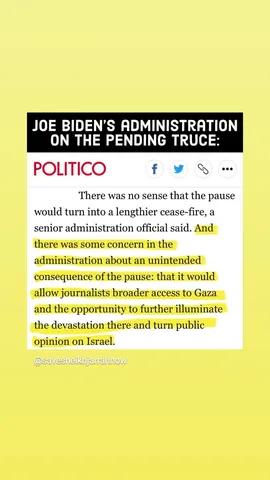 JOE BIDEN'S ADMINISTRATION
ON THE PENDING TRUCE:
POLITICO
There was no sense that the pause
would turn into a lengthier cease-fire, a
senior administration official said. And
there was some concern in the
administration about an unintended
consequence of the pause: that it would
allow journalists broader access to Gaza
and the opportunity to further illuminate
the devastation there and turn public
opinion on Israel.
@savesheikhjarrahnow